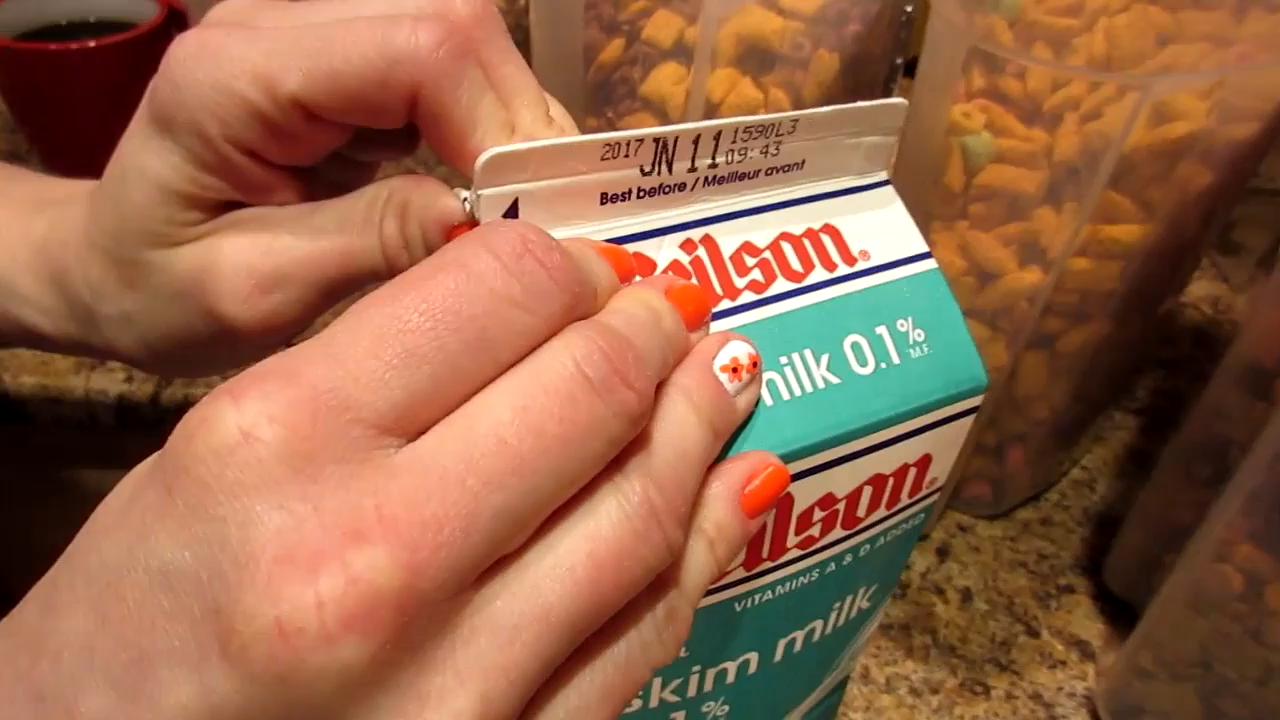 2017 JN 11 1590L3
09:43
Best before / Meilleur avant
milk 0.1%
M.F.
VITAMINS A & D ADDED
skim milk
%